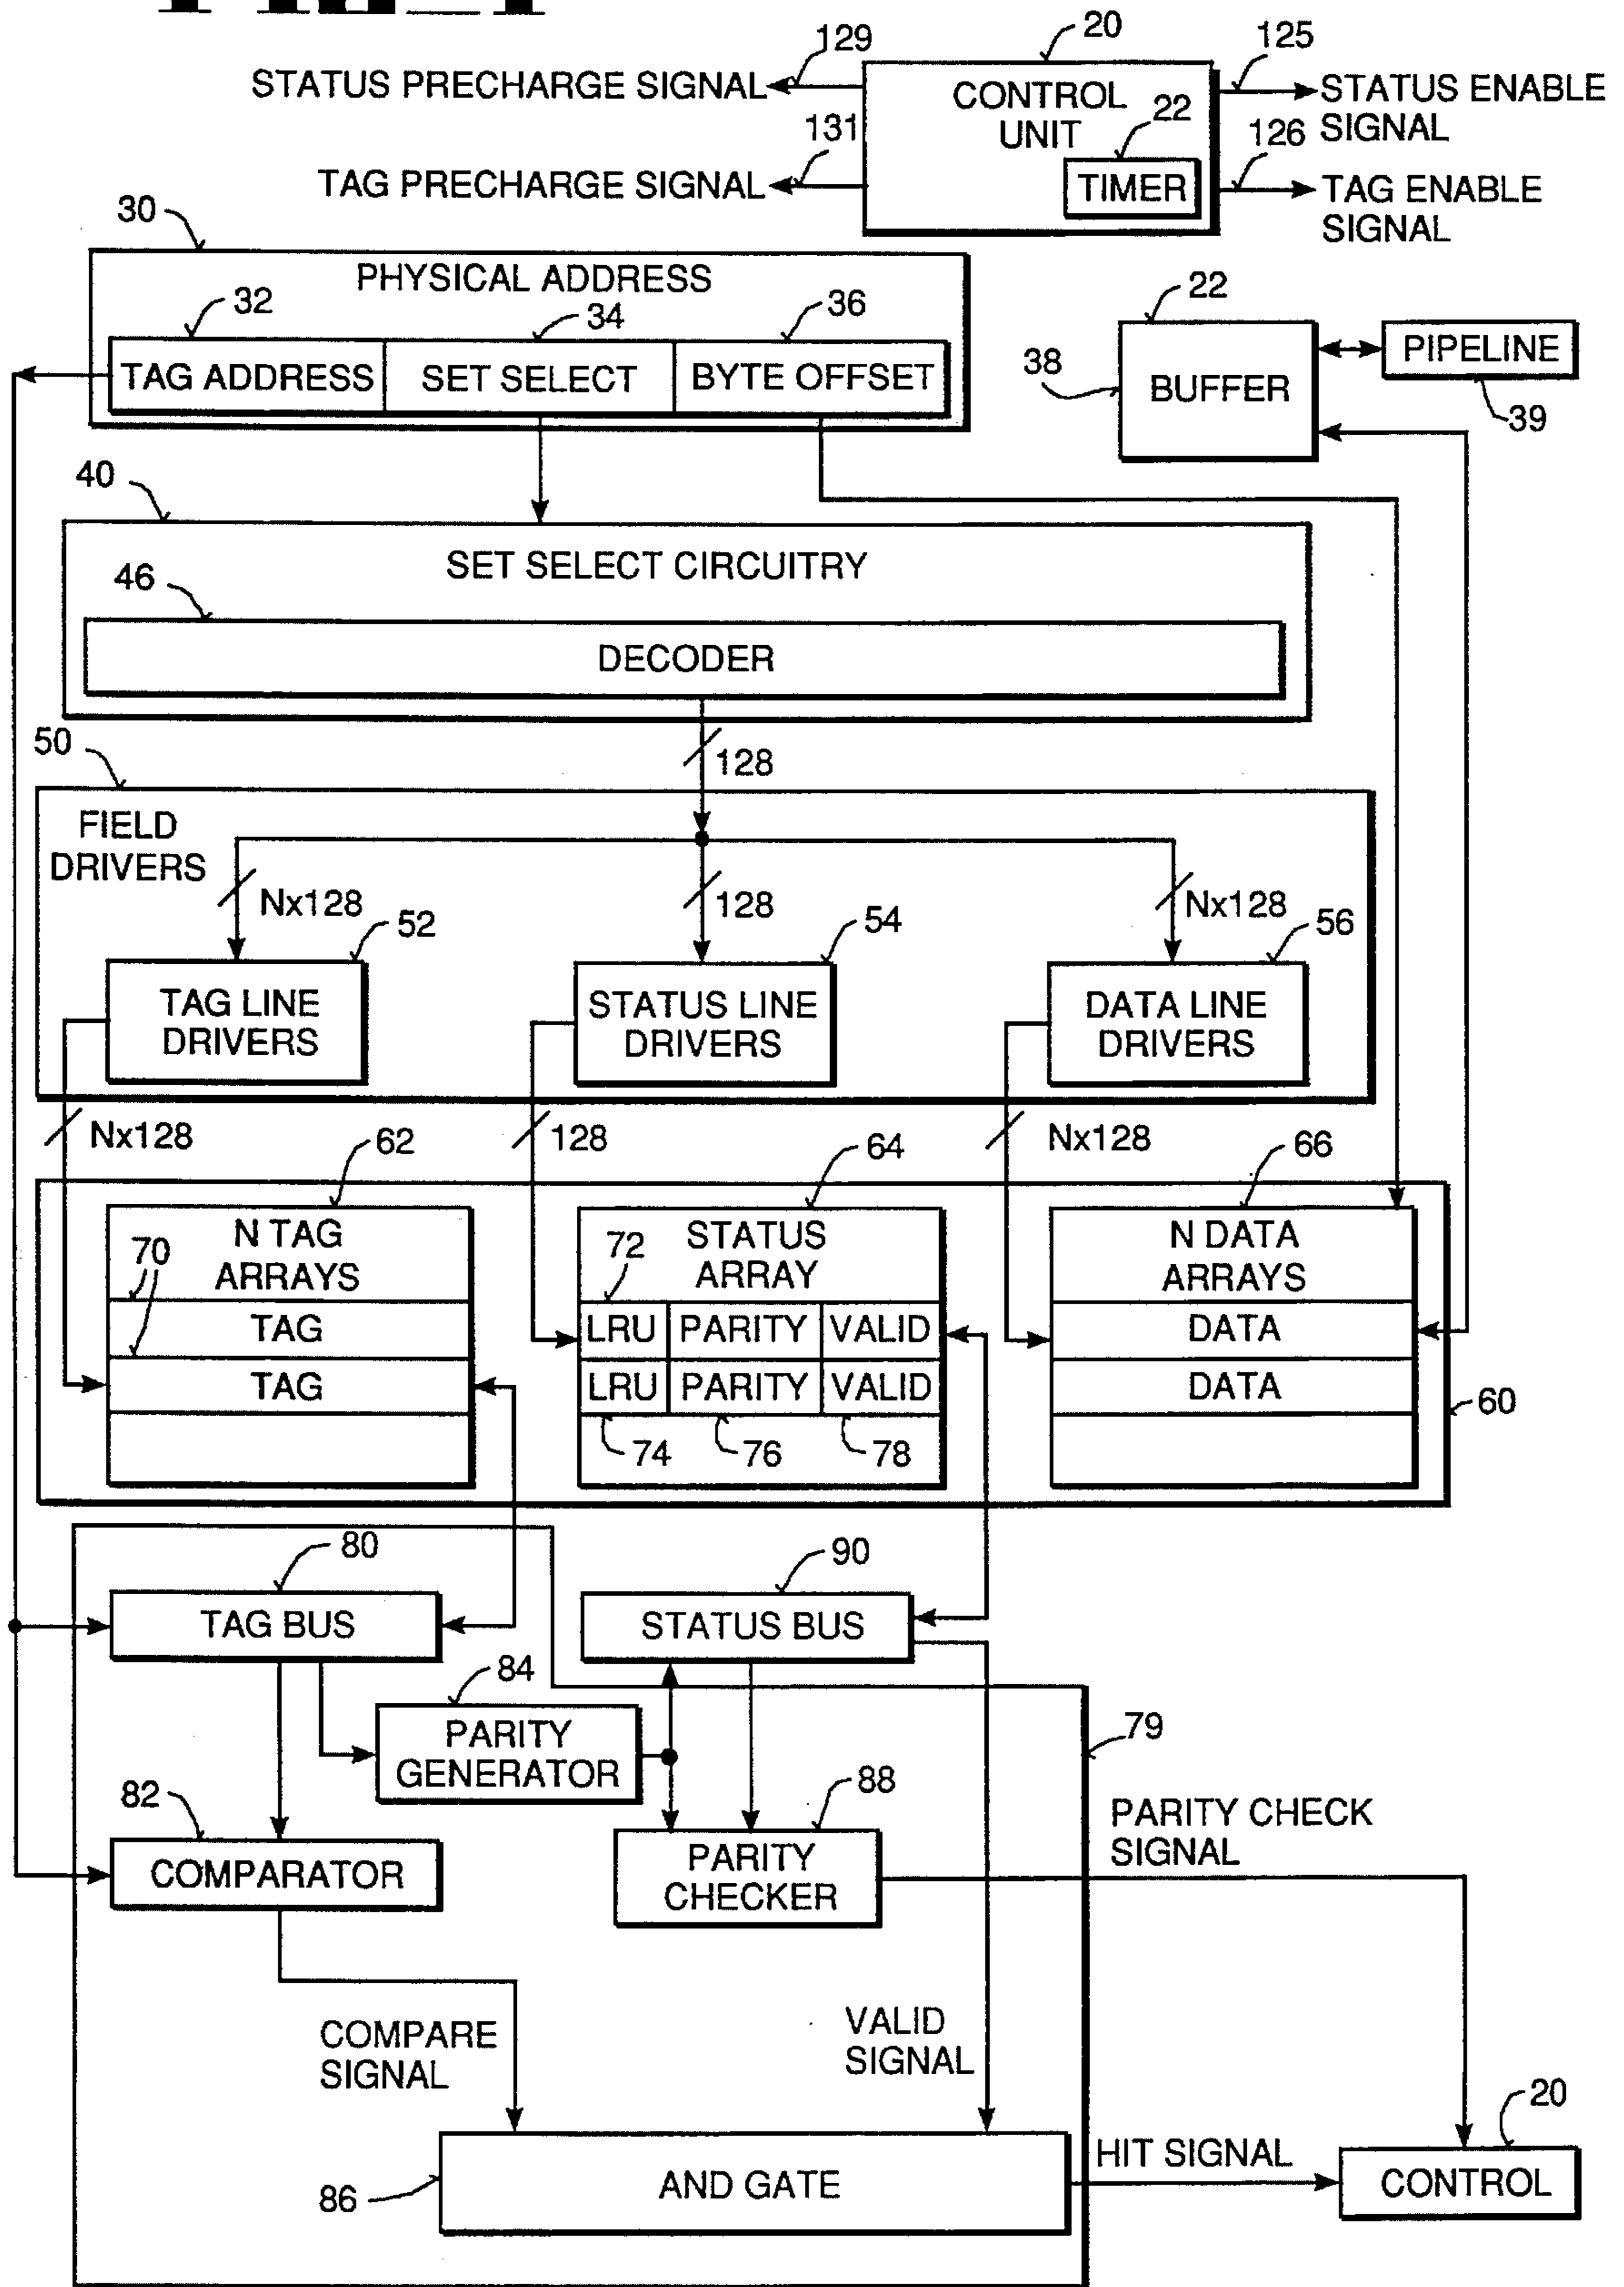 129
20
125
STATUS PRECHARGE SIGNAL
CONTROL
UNIT
22
STATUS ENABLE
SIGNAL
131
126
TAG PRECHARGE SIGNAL
TIMER
TAG ENABLE
SIGNAL
30
PHYSICAL ADDRESS
32
34
36
22
TAG ADDRESS
SET SELECT
BYTE OFFSET
38
BUFFER
PIPELINE
39
40
SET SELECT CIRCUITRY
46
DECODER
128
50
FIELD
DRIVERS
Nx128
128
Nx128
52
54
56
TAG LINE
DRIVERS
STATUS LINE
DRIVERS
DATA LINE
DRIVERS
Nx128
128
Nx128
62
64
66
N TAG
ARRAYS
70
TAG
TAG
72
STATUS
ARRAY
LRU
PARITY
VALID
LRU
PARITY
VALID
74
76
78
N DATA
ARRAYS
DATA
DATA
60
80
90
TAG BUS
STATUS BUS
84
PARITY
GENERATOR
79
82
88
COMPARATOR
PARITY
CHECKER
PARITY CHECK
SIGNAL
COMPARE
SIGNAL
VALID
SIGNAL
20
86
AND GATE
HIT SIGNAL
CONTROL